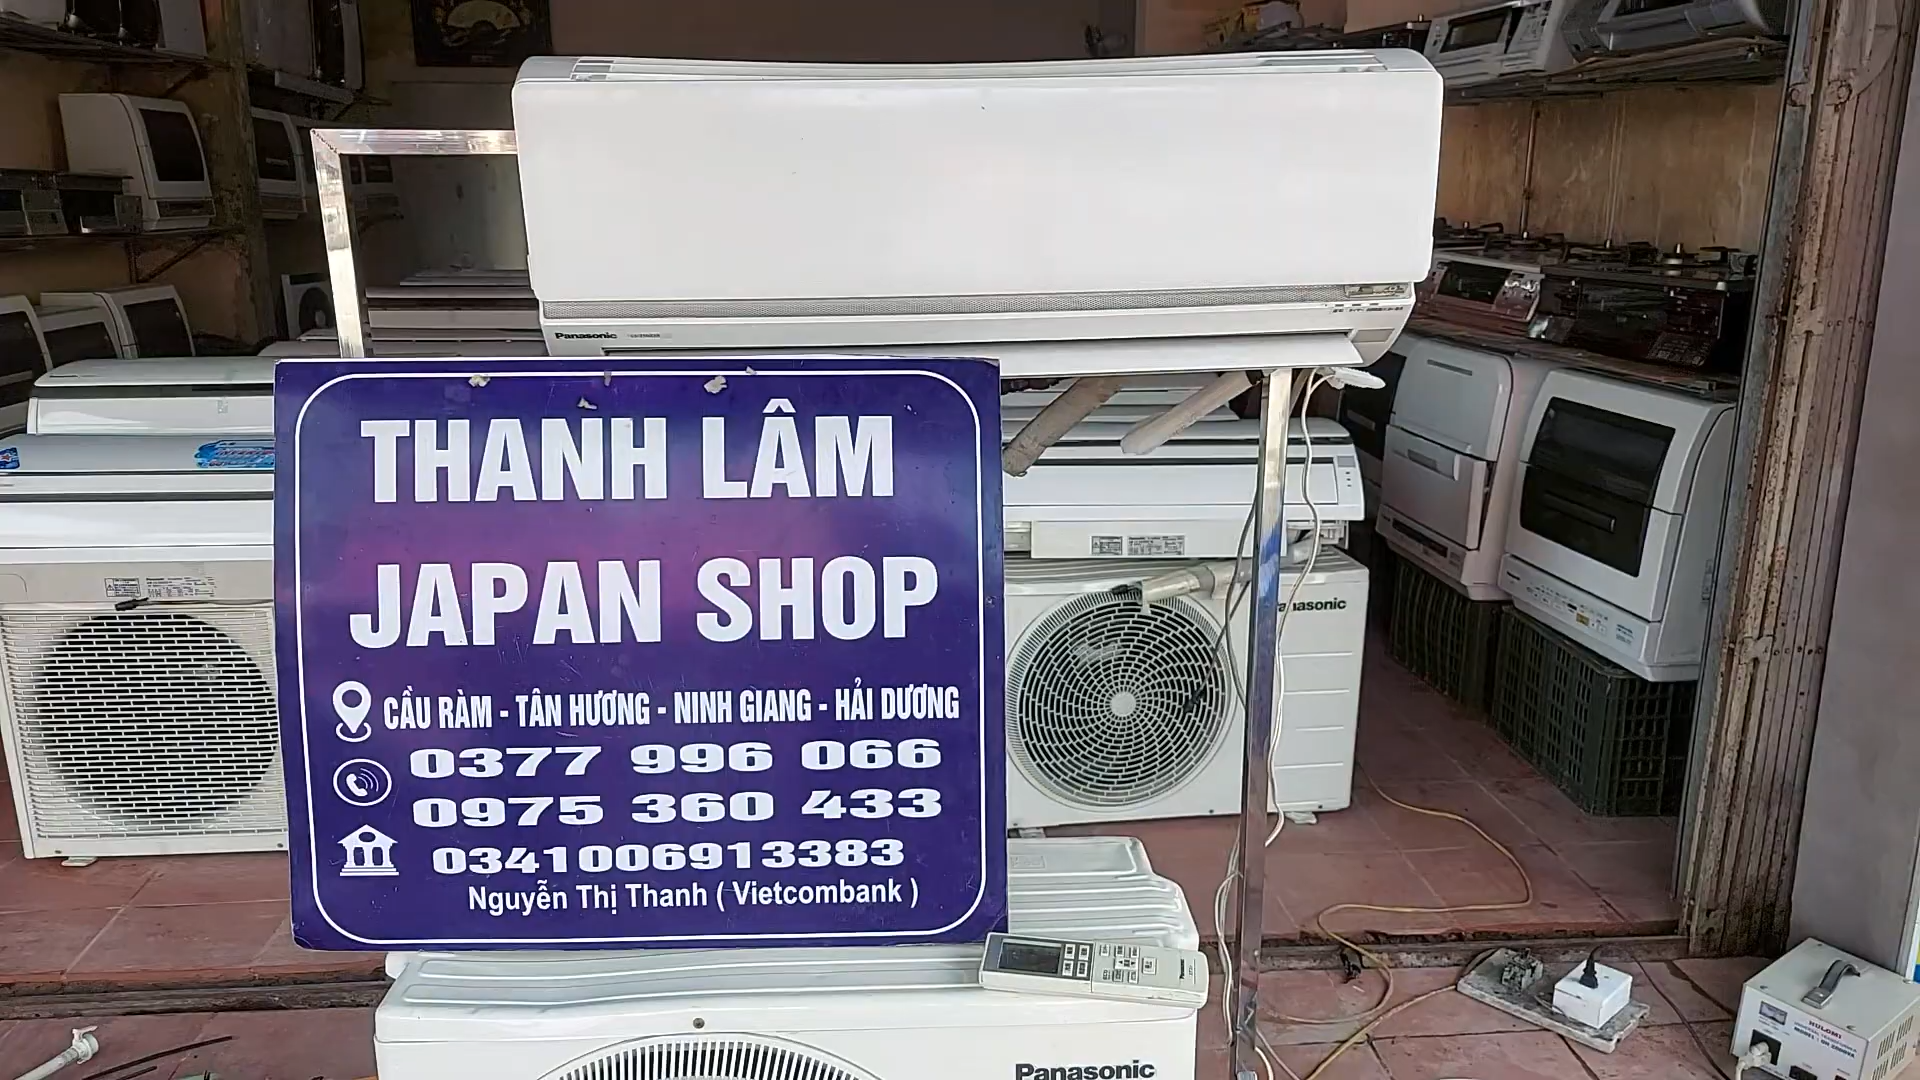 Panasonic
THANH LÂM
JAPAN SHOP
CẦU RÀM - TÂN HƯƠNG - NINH GIANG - HẢI DƯƠNG
0377 996 066
0975 360 433
0341006913383
Nguyễn Thị Thanh ( Vietcombank )
Panasonic
Panasonic